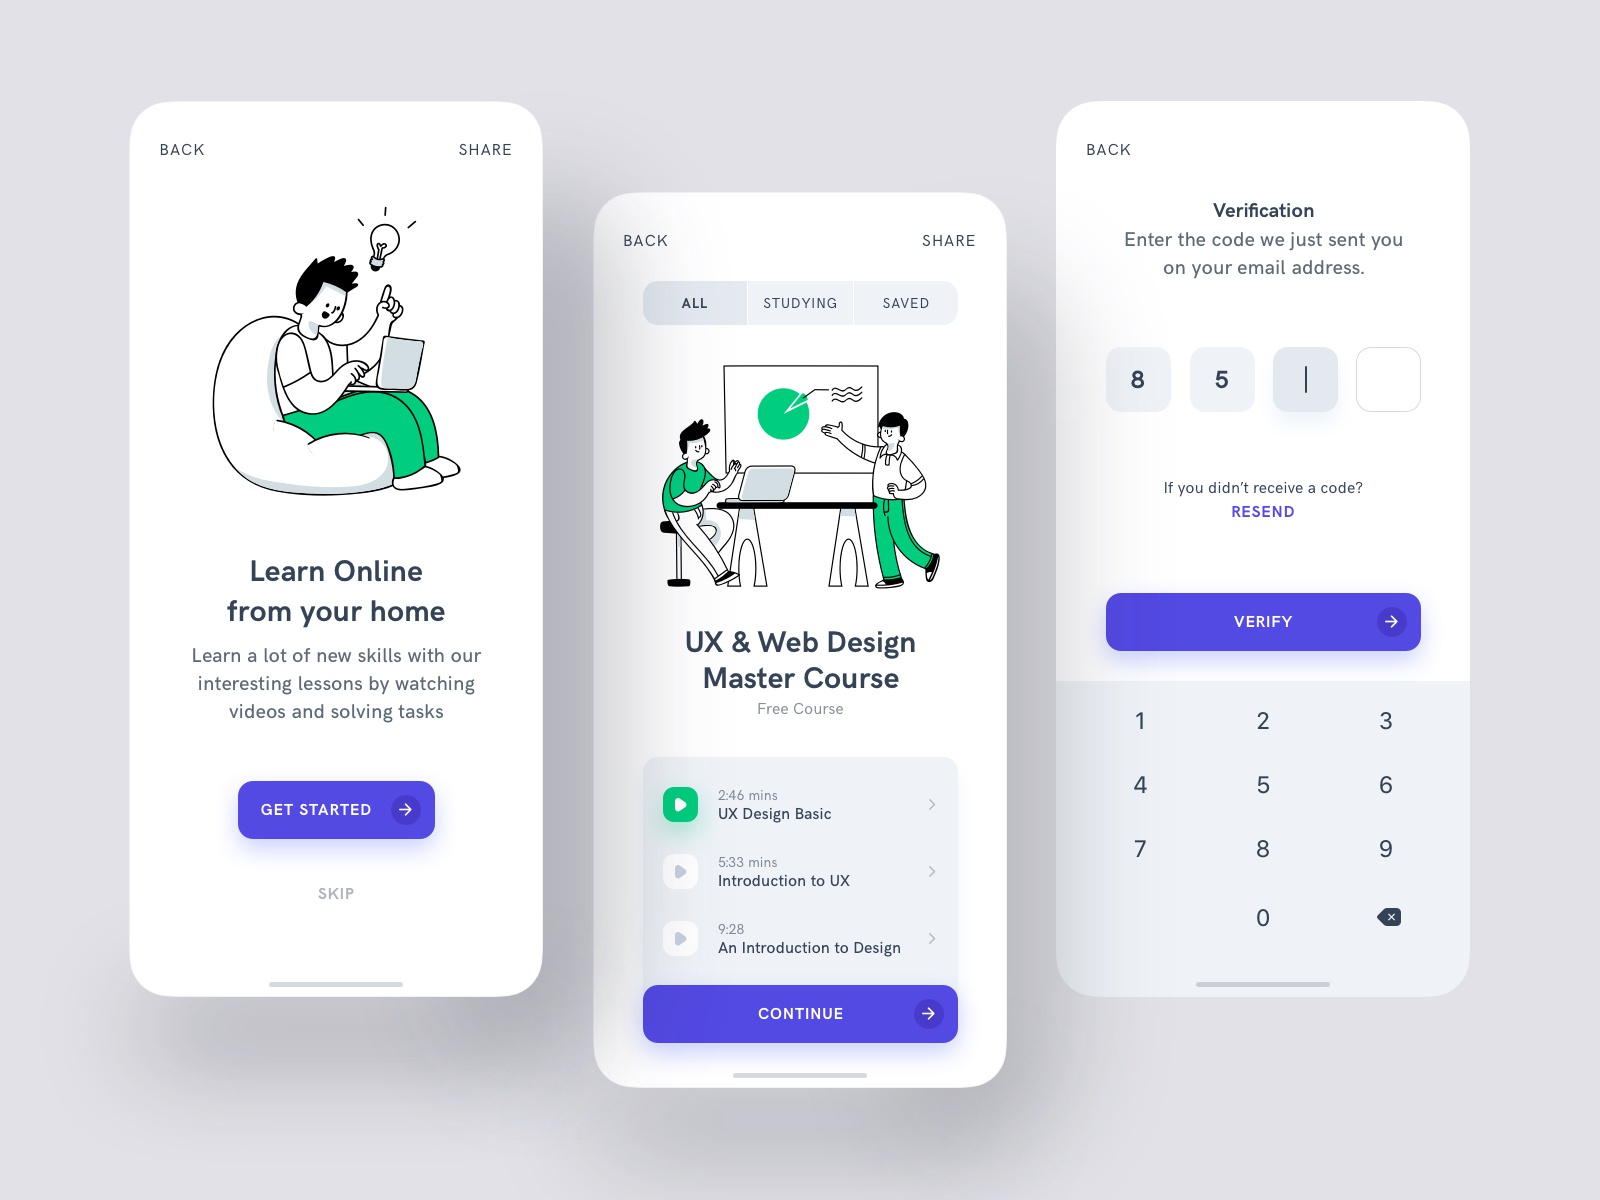 BACK
SHARE
Learn Online
from your home
Learn a lot of new skills with our
interesting lessons by watching
videos and solving tasks
GET STARTED
SKIP
BACK
SHARE
ALL
STUDYING
SAVED
UX & Web Design
Master Course
Free Course
2:46 mins
UX Design Basic
5:33 mins
Introduction to UX
9:28
An Introduction to Design
CONTINUE
BACK
Verification
Enter the code we just sent you
on your email address.
8 5
If you didn’t receive a code?
RESEND
VERIFY
1 2 3
4 5 6
7 8 9
0